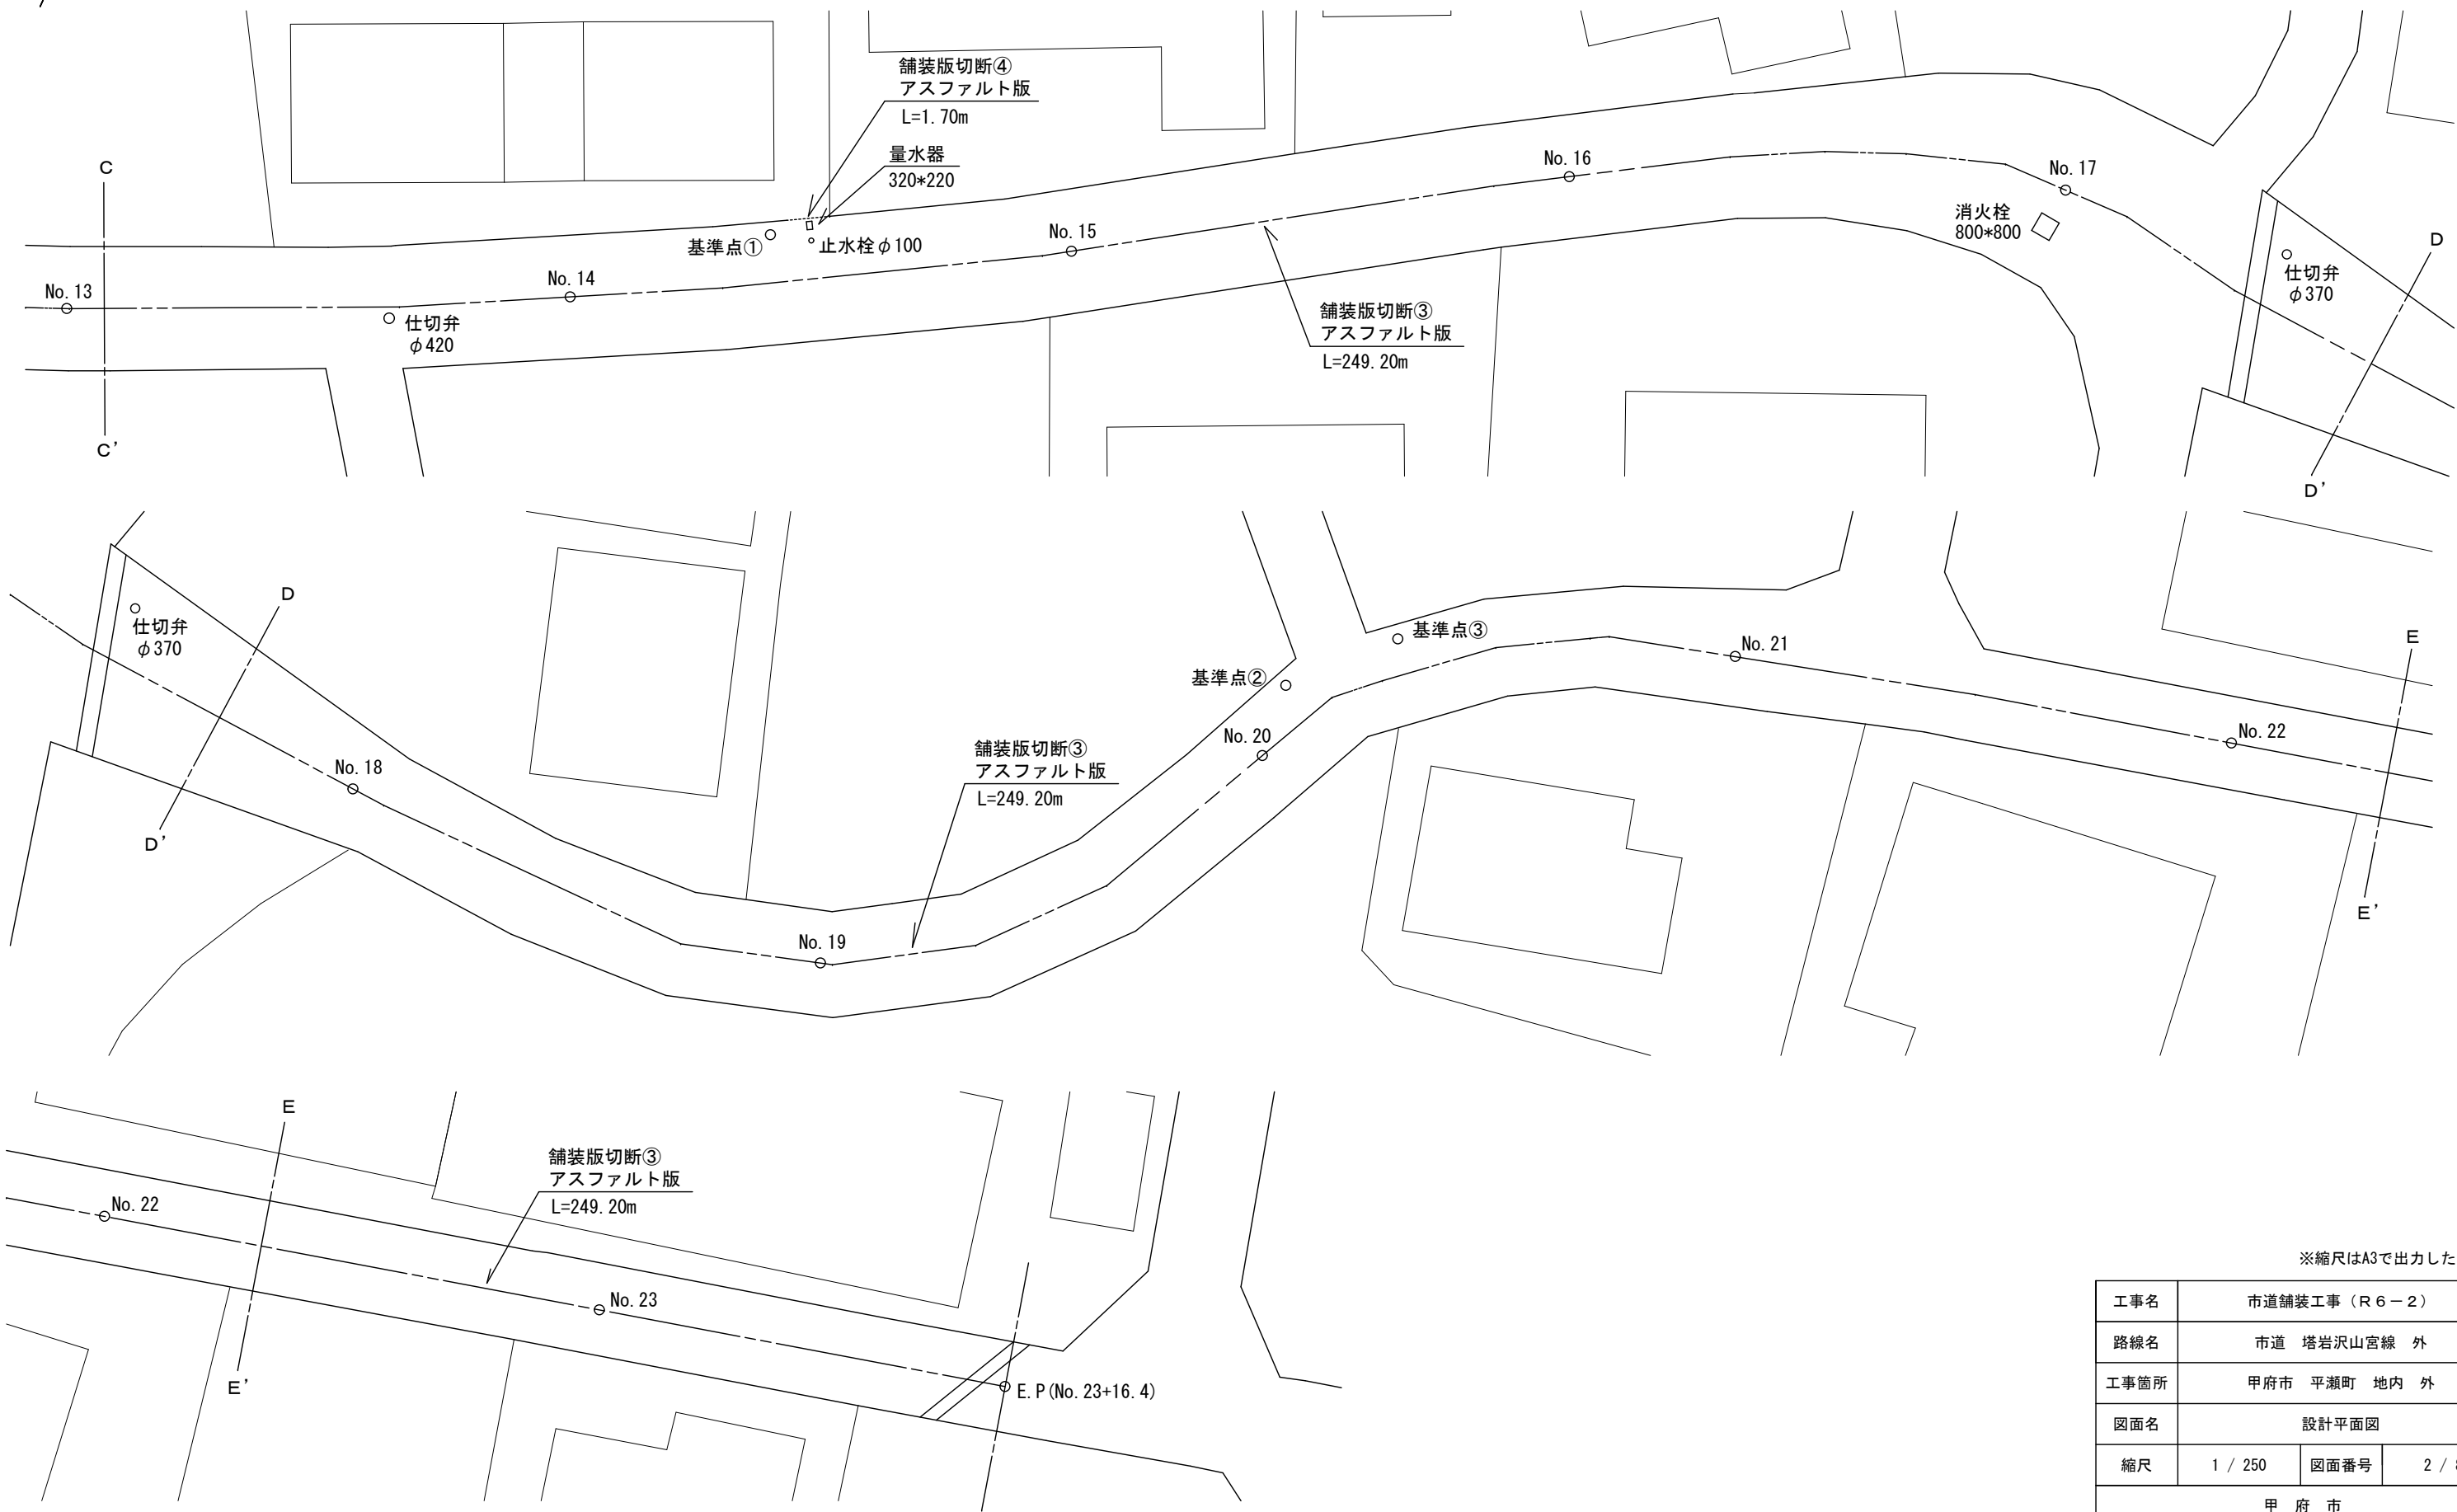 舗装版切断④
アスファルト版
L=1.70m
量水器
320*220
C
C'
No.13
仕切弁
φ420
No.14
基準点①
止水栓φ100
No.15
舗装版切断③
アスファルト版
L=249.20m
No.16
No.17
消火栓
800*800
仕切弁
φ370
D
D'
仕切弁
φ370
D
D'
No.18
舗装版切断③
アスファルト版
L=249.20m
No.19
基準点②
No.20
基準点③
No.21
No.22
E
E'
No.22
E
E'
舗装版切断③
アスファルト版
L=249.20m
No.23
E.P(No.23+16.4)
※縮尺はA3で出力した
工事名 市道舗装工事(R6-2)
路線名 市道 塔岩沢山宮線 外
工事箇所 甲府市 平瀬町 地内 外
図面名 設計平面図
縮尺 1 / 250 図面番号 2 /
甲 府 市